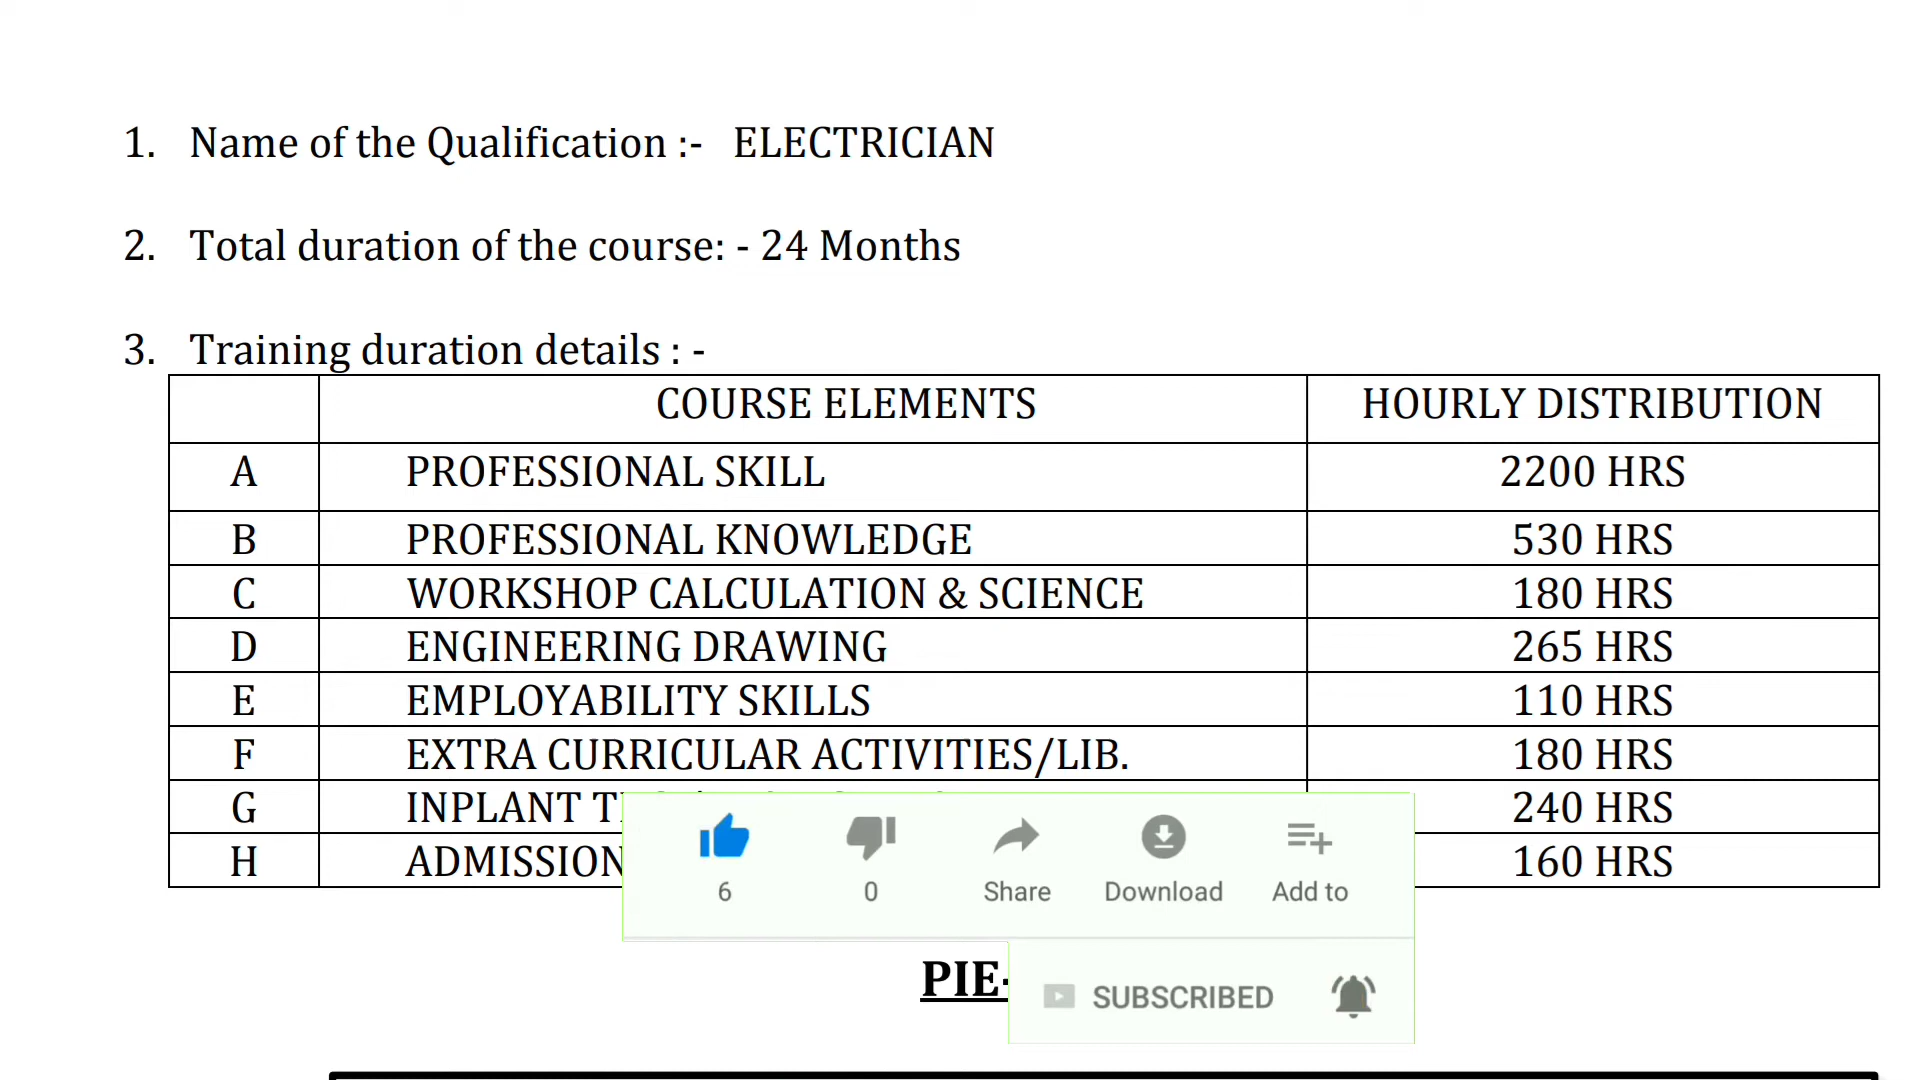 1. Name of the Qualification :- ELECTRICIAN
2. Total duration of the course: - 24 Months
3. Training duration details : -
COURSE ELEMENTS HOURLY DISTRIBUTION
A PROFESSIONAL SKILL 2200 HRS
B PROFESSIONAL KNOWLEDGE 530 HRS
C WORKSHOP CALCULATION & SCIENCE 180 HRS
D ENGINEERING DRAWING 265 HRS
E EMPLOYABILITY SKILLS 110 HRS
F EXTRA CURRICULAR ACTIVITIES/LIB. 180 HRS
G INPLANT 240 HRS
H ADMISSION 160 HRS
6 0 Share Download Add to
PIE-
SUBSCRIBED